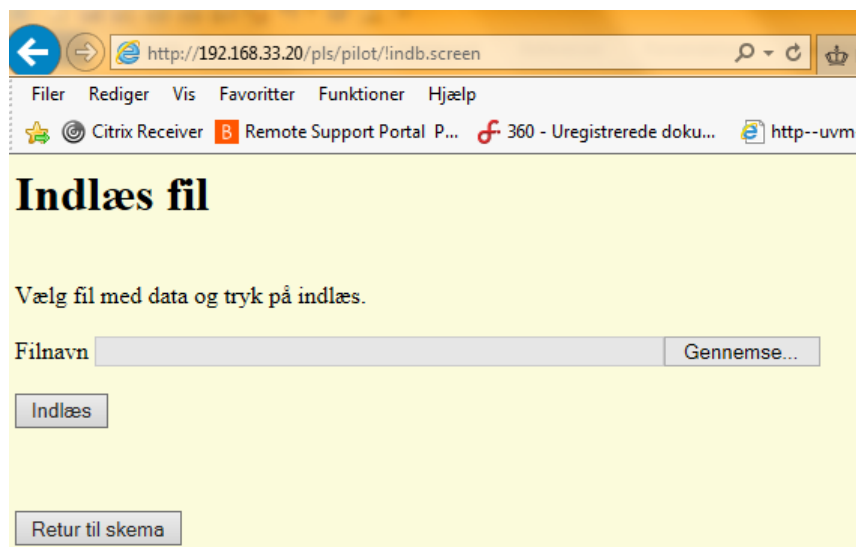 http://192.168.33.20/pls/pilot/!indb.screen
Filer Rediger Vis Favoritter Funktioner Hjælp
Citrix Receiver Remote Support Portal P... 360 - Uregistrerede doku... http--uvm
Indlæs fil
Vælg fil med data og tryk på indlæs.
Filnavn Gennemse...
Indlæs
Retur til skema